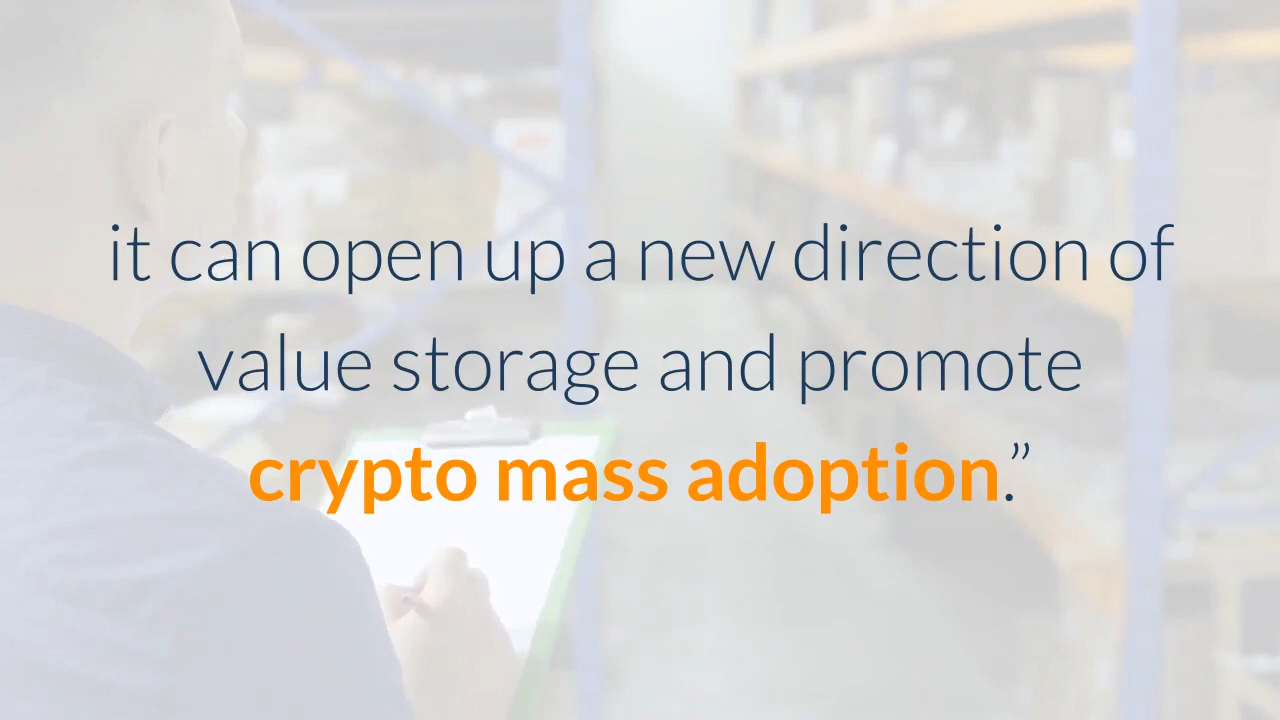 it can open up a new direction of
value storage and promote
crypto mass adoption.”